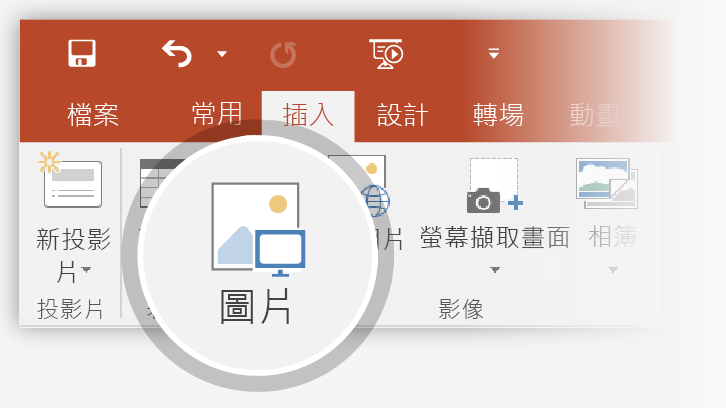 檔案 常用 插入 設計 轉場 動畫
新投影片
圖片
片
螢幕擷取畫面
相簿
投影片
影像